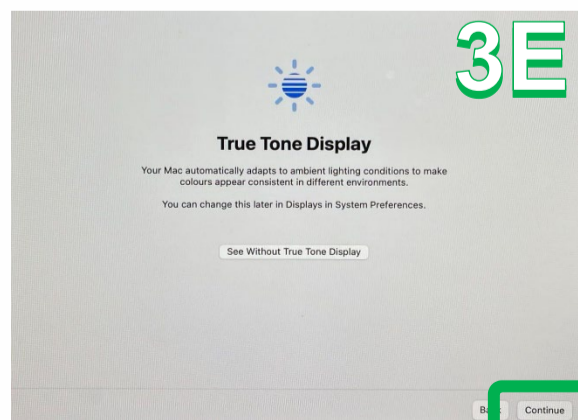 3E
True Tone Display
Your Mac automatically adapts to ambient lighting conditions to make
colours appear consistent in different environments.
You can change this later in Displays in System Preferences.
See Without True Tone Display
Continue